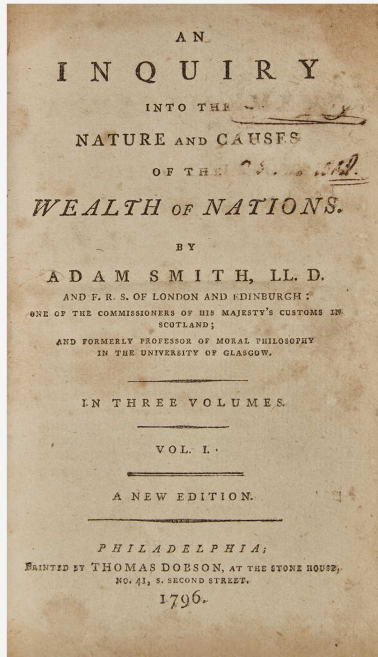 AN
INQUIRY
INTO THE
NATURE AND CAUSES
OF THE
WEALTH OF NATIONS.
BY
ADAM SMITH, LL. D.
AND F. R. S. OF LONDON AND EDINBURGH:
ONE OF THE COMMISSIONERS OF HIS MAJESTY'S CUSTOMS IN
SCOTLAND;
AND FORMERLY PROFESSOR OF MORAL PHILOSOPHY
IN THE UNIVERSITY OF GLASGOW.
IN THREE VOLUMES.
VOL. I.
A NEW EDITION.
PHILADELPHIA;
PRINTED BY THOMAS DOBSON, AT THE STONE HOUSE,
NO. 41, S. SECOND STREET.
1796.